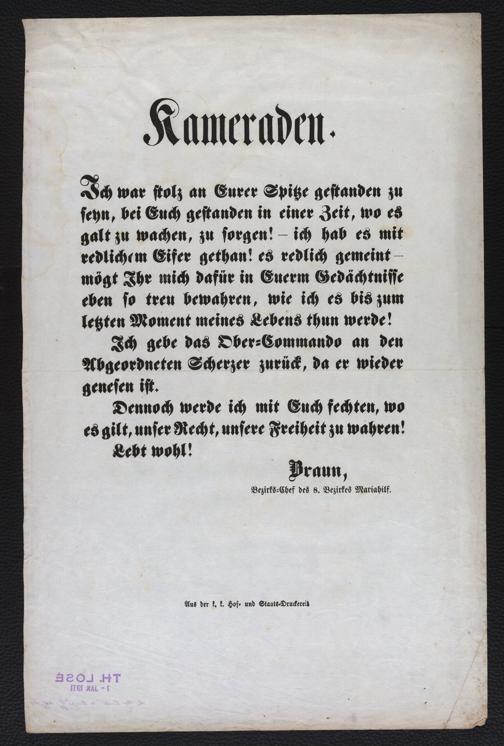 Kameraden.
Ich war stolz an Eurer Spitze gestanden zu
seyn, bei Euch gestanden in einer Zeit, wo es
galt zu wachen, zu sorgen! – ich hab es mit
redlichem Eifer gethan! es redlich gemeint –
mögt Ihr mich dafür in Euerm Gedächtnisse
eben so treu bewahren, wie ich es bis zum
letzten Moment meines Lebens thun werde!
Ich gebe das Ober-Commando an den
Abgeordneten Scherzer zurück, da er wieder
genesen ist.
Dennoch werde ich mit Euch fechten, wo
es gilt, unser Recht, unsere Freiheit zu wahren!
Lebt wohl!
Braun,
Bezirks-Chef des 8. Bezirkes Mariahilf.
Aus der k. k. Hof- und Staats-Druckerei.
TH. LOSÉ